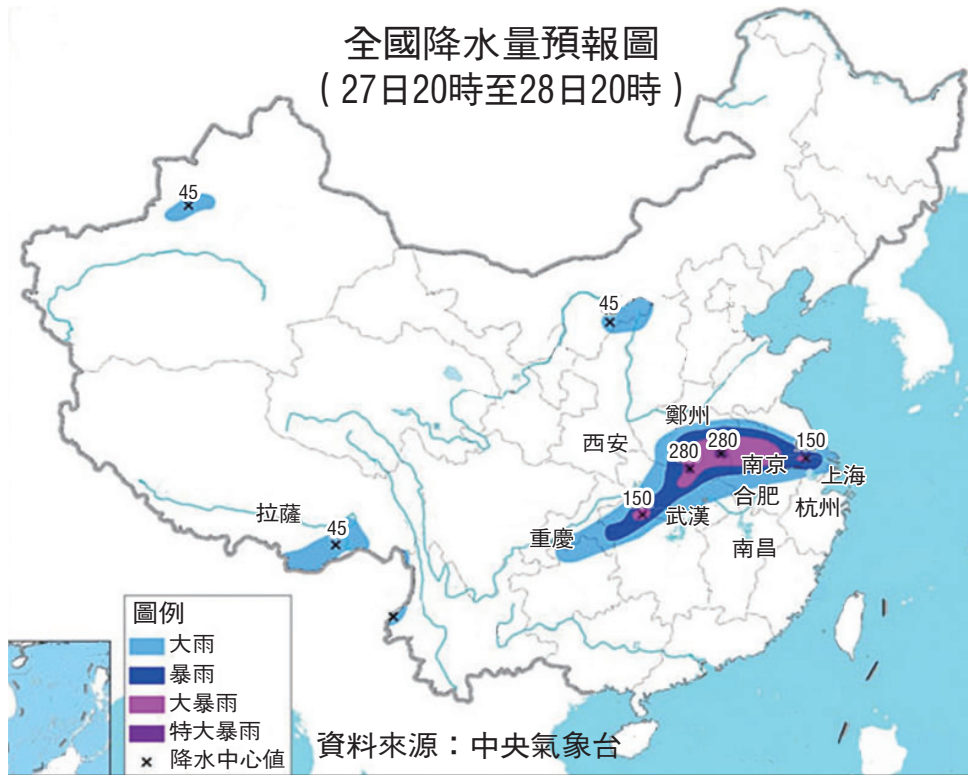 全國降水量預報圖
(27日20時至28日20時)
45
45
鄭州
280
150
西安
280
南京
上海
合肥
150
武漢
杭州
拉薩
45
重慶
南昌
圖例
大雨
暴雨
大暴雨
特大暴雨
降水中心值
資料來源：中央氣象台